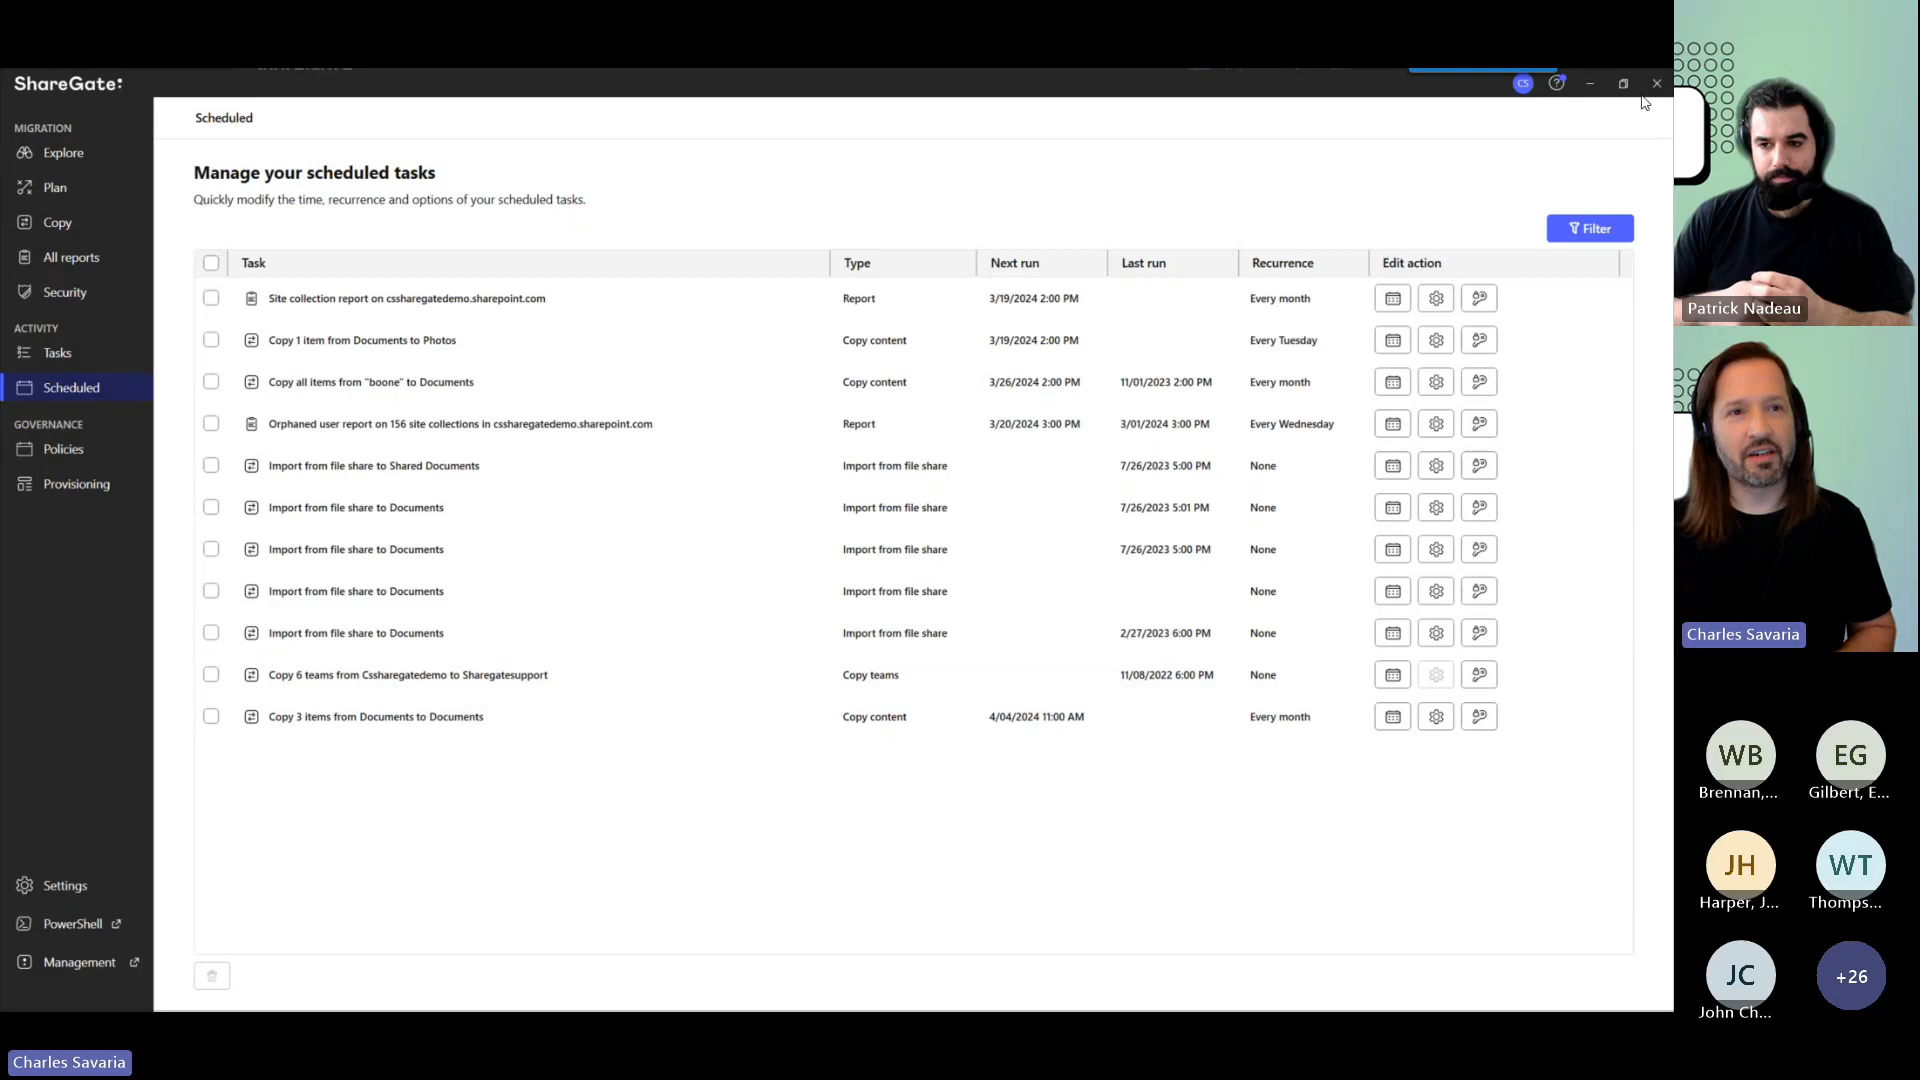 ShareGate:
CS
MIGRATION
Explore
Plan
Copy
All reports
Security
ACTIVITY
Tasks
Scheduled
GOVERNANCE
Policies
Provisioning
Settings
PowerShell
Management
Scheduled
Manage your scheduled tasks
Quickly modify the time, recurrence and options of your scheduled tasks.
Filter
Task Type Next run Last run Recurrence Edit action
Site collection report on cssharegatedemo.sharepoint.com Report 3/19/2024 2:00 PM Every month
Copy 1 item from Documents to Photos Copy content 3/19/2024 2:00 PM Every Tuesday
Copy all items from "boone" to Documents Copy content 3/26/2024 2:00 PM 11/01/2023 2:00 PM Every month
Orphaned user report on 156 site collections in cssharegatedemo.sharepoint.com Report 3/20/2024 3:00 PM 3/01/2024 3:00 PM Every Wednesday
Import from file share to Shared Documents Import from file share 7/26/2023 5:00 PM None
Import from file share to Documents Import from file share 7/26/2023 5:01 PM None
Import from file share to Documents Import from file share 7/26/2023 5:00 PM None
Import from file share to Documents Import from file share None
Import from file share to Documents Import from file share 2/27/2023 6:00 PM None
Copy 6 teams from Cssharegatedemo to Sharegatesupport Copy teams 11/08/2022 6:00 PM None
Copy 3 items from Documents to Documents Copy content 4/04/2024 11:00 AM Every month
Patrick Nadeau
Charles Savaria
WB EG
Brennan,... Gilbert, E...
JH WT
Harper, J... Thomps...
JC +26
John Ch...
Charles Savaria